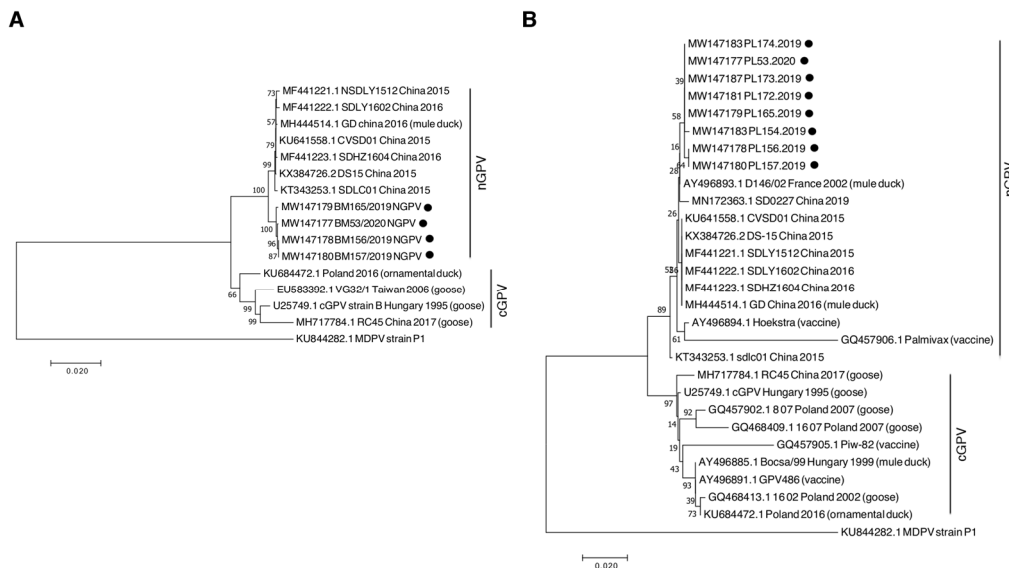 A
73
MF441221.1 NSDLY1512 China 2015
MF441222.1 SDLY1602 China 2016
57
MH444514.1 GD china 2016 (mule duck)
79
KU641558.1 CVSD01 China 2015
MF441223.1 SDHZ1604 China 2016
99
KX384726.2 DS15 China 2015
100
KT343253.1 SDLC01 China 2015
MW147179 BM165/2019 NGPV
MW147177 BM53/2020 NGPV
100
MW147178 BM156/2019 NGPV
96
MW147180 BM157/2019 NGPV
87
nGPV
KU684472.1 Poland 2016 (ornamental duck)
66
EU583392.1 VG32/1 Taiwan 2006 (goose)
99
U25749.1 cGPV strain B Hungary 1995 (goose)
99
MH717784.1 RC45 China 2017 (goose)
cGPV
KU844282.1 MDPV strain P1
0.020
B
MW147183 PL174.2019
MW147177 PL53.2020
39
MW147187 PL173.2019
MW147181 PL172.2019
58
MW147179 PL165.2019
MW147183 PL154.2019
16
MW147178 PL156.2019
64
MW147180 PL157.2019
28
AY496893.1 D146/02 France 2002 (mule duck)
MN172363.1 SD0227 China 2019
26
KU641558.1 CVSD01 China 2015
KX384726.2 DS-15 China 2015
MF441221.1 SDLY1512 China 2015
MF441222.1 SDLY1602 China 2016
MF441223.1 SDHZ1604 China 2016
MH444514.1 GD China 2016 (mule duck)
89
AY496894.1 Hoekstra (vaccine)
61
GQ457906.1 Palmivax (vaccine)
KT343253.1 sdlc01 China 2015
nGPV
MH717784.1 RC45 China 2017 (goose)
U25749.1 cGPV Hungary 1995 (goose)
97
92
GQ457902.1 807 Poland 2007 (goose)
14
GQ468409.1 1607 Poland 2007 (goose)
19
GQ457905.1 Piw-82 (vaccine)
43
AY496885.1 Bocsa/99 Hungary 1999 (mule duck)
93
AY496891.1 GPV486 (vaccine)
39
GQ468413.1 1602 Poland 2002 (goose)
73
KU684472.1 Poland 2016 (ornamental duck)
cGPV
KU844282.1 MDPV strain P1
0.020